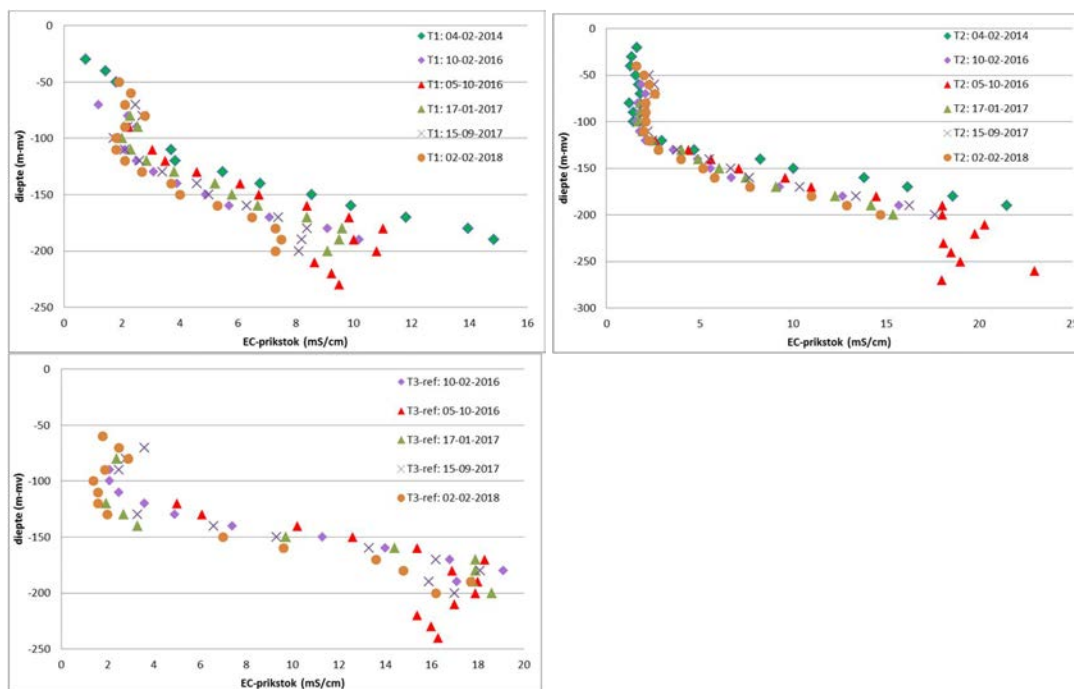 0
-50
-100
-150
-200
-250
diepte (m-mv)
0 2 4 6 8 10 12 14 16
EC-prikstok (mS/cm)
T1: 04-02-2014
T1: 10-02-2016
T1: 05-10-2016
T1: 17-01-2017
T1: 15-09-2017
T1: 02-02-2018
0
-50
-100
-150
-200
-250
-300
diepte (m-mv)
0 5 10 15 20 25
EC-prikstok (mS/cm)
T2: 04-02-2014
T2: 10-02-2016
T2: 05-10-2016
T2: 17-01-2017
T2: 15-09-2017
T2: 02-02-2018
0
-50
-100
-150
-200
-250
diepte (m-mv)
0 2 4 6 8 10 12 14 16 18 20
EC-prikstok (mS/cm)
T3-ref: 10-02-2016
T3-ref: 05-10-2016
T3-ref: 17-01-2017
T3-ref: 15-09-2017
T3-ref: 02-02-2018